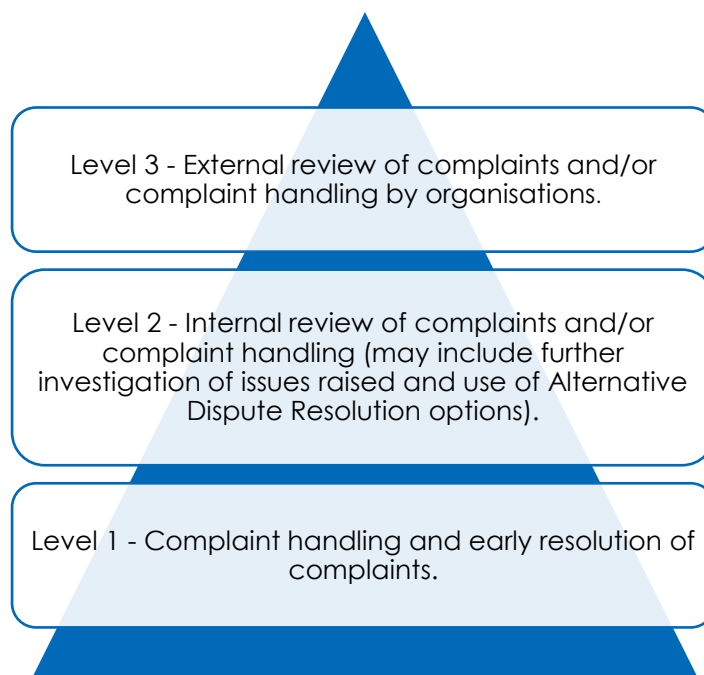 Level 3 - External review of complaints and/or
complaint handling by organisations.
Level 2 - Internal review of complaints and/or
complaint handling (may include further
investigation of issues raised and use of Alternative
Dispute Resolution options).
Level 1 - Complaint handling and early resolution of
complaints.